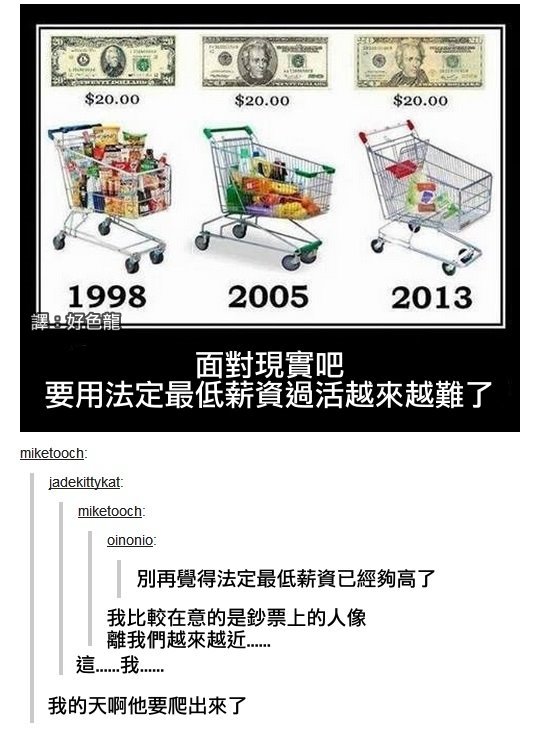 $20.00
$20.00
$20.00
1998
2005
2013
譯：好色龍
面對現實吧
要用法定最低薪資過活越來越難了
miketooch:
jadekittykat:
miketooch:
oinonio:
別再覺得法定最低薪資已經夠高了
我比較在意的是鈔票上的人像
離我們越來越近......
這......我......
我的天啊他要爬出來了